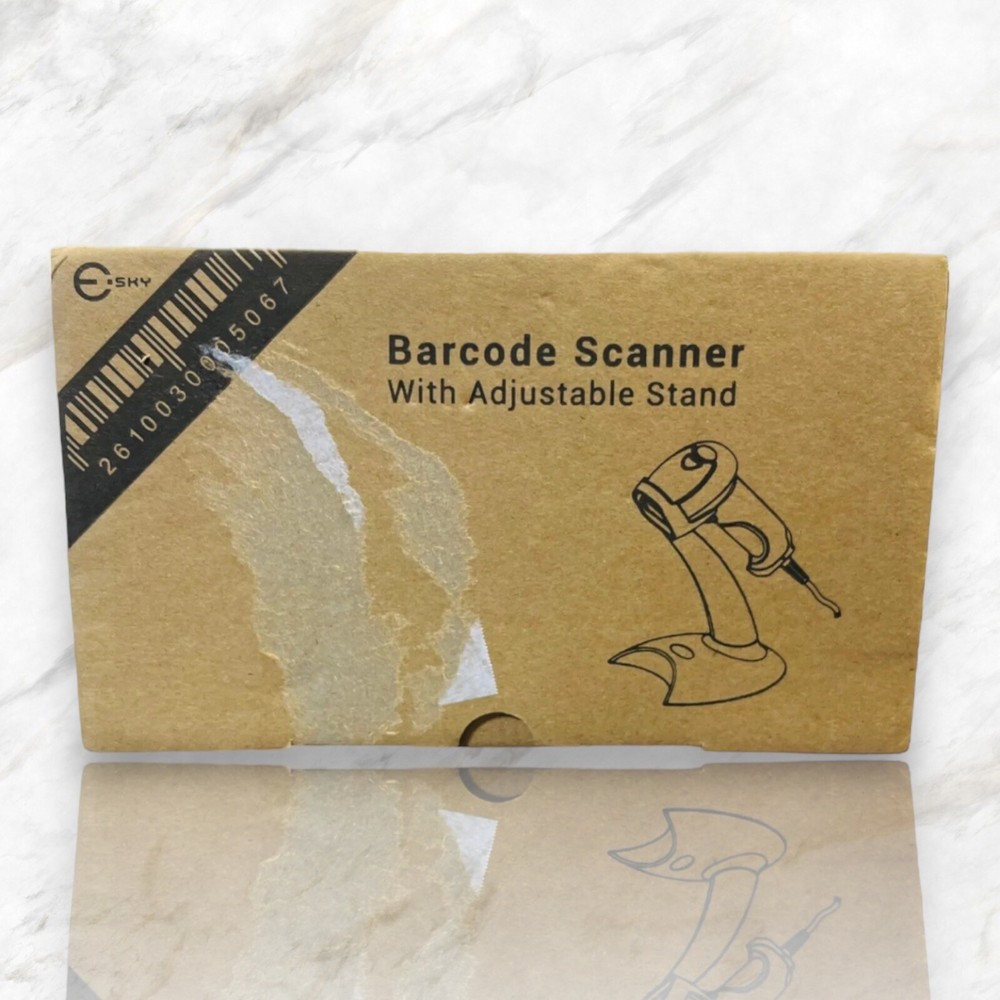 E·SKY
2610030005067
Barcode Scanner
With Adjustable Stand